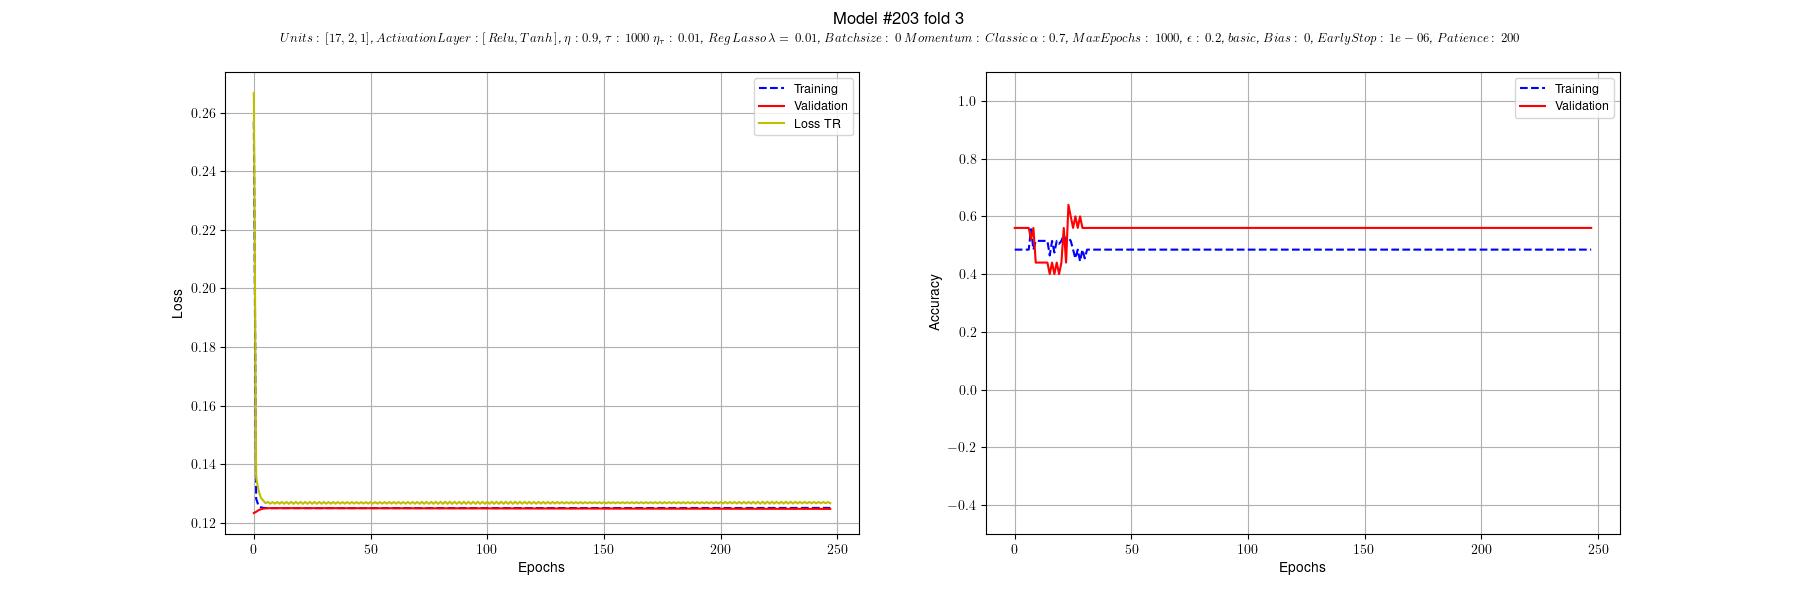 Model #203 fold 3
Units : [17, 2, 1], ActivationLayer : [Relu, Tanh], η : 0.9, τ : 1000 η_τ : 0.01, Reg Lasso λ = 0.01, Batchsize : 0 Momentum : Classic α : 0.7, MaxEpochs : 1000, ϵ : 0.2, basic, Bias : 0, EarlyStop : 1e − 06, Patience : 200
0.26
0.24
0.22
0.20
0.18
0.16
0.14
0.12
Loss
0 50 100 150 200 250
Epochs
Training
Validation
Loss TR
1.0
0.8
0.6
0.4
0.2
0.0
−0.2
−0.4
Accuracy
0 50 100 150 200 250
Epochs
Training
Validation